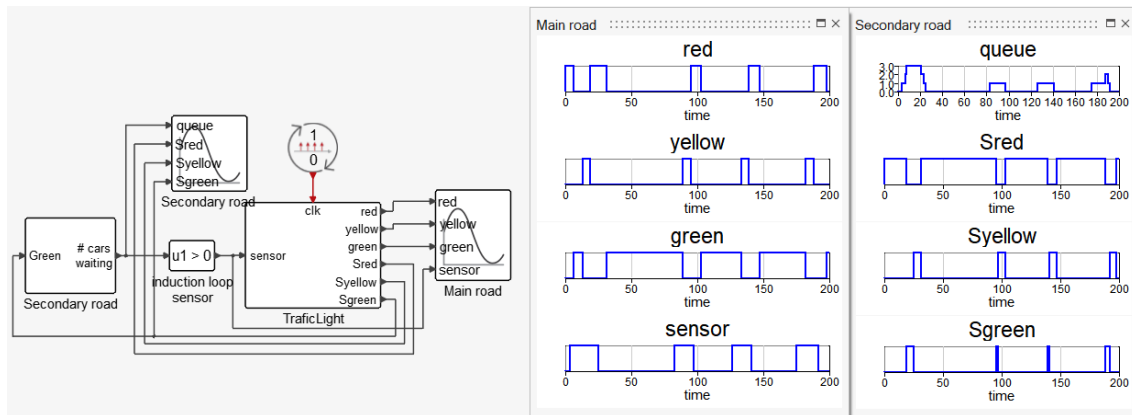 queue
Sred
Syellow
Sgreen
Secondary road
1
0
clk
Green
# cars
waiting
Secondary road
u1 > 0
induction loop
sensor
sensor
red
yellow
green
Sred
Syellow
Sgreen
TraficLight
red
yellow
green
sensor
Main road
Main road
red
0 50 100 150 200
time
yellow
0 50 100 150 200
time
green
0 50 100 150 200
time
sensor
0 50 100 150 200
time
Secondary road
queue
3.0
2.0
1.0
0.0
0 20 40 60 80 100 120 140 160 180 200
time
Sred
0 50 100 150 200
time
Syellow
0 50 100 150 200
time
Sgreen
0 50 100 150 200
time